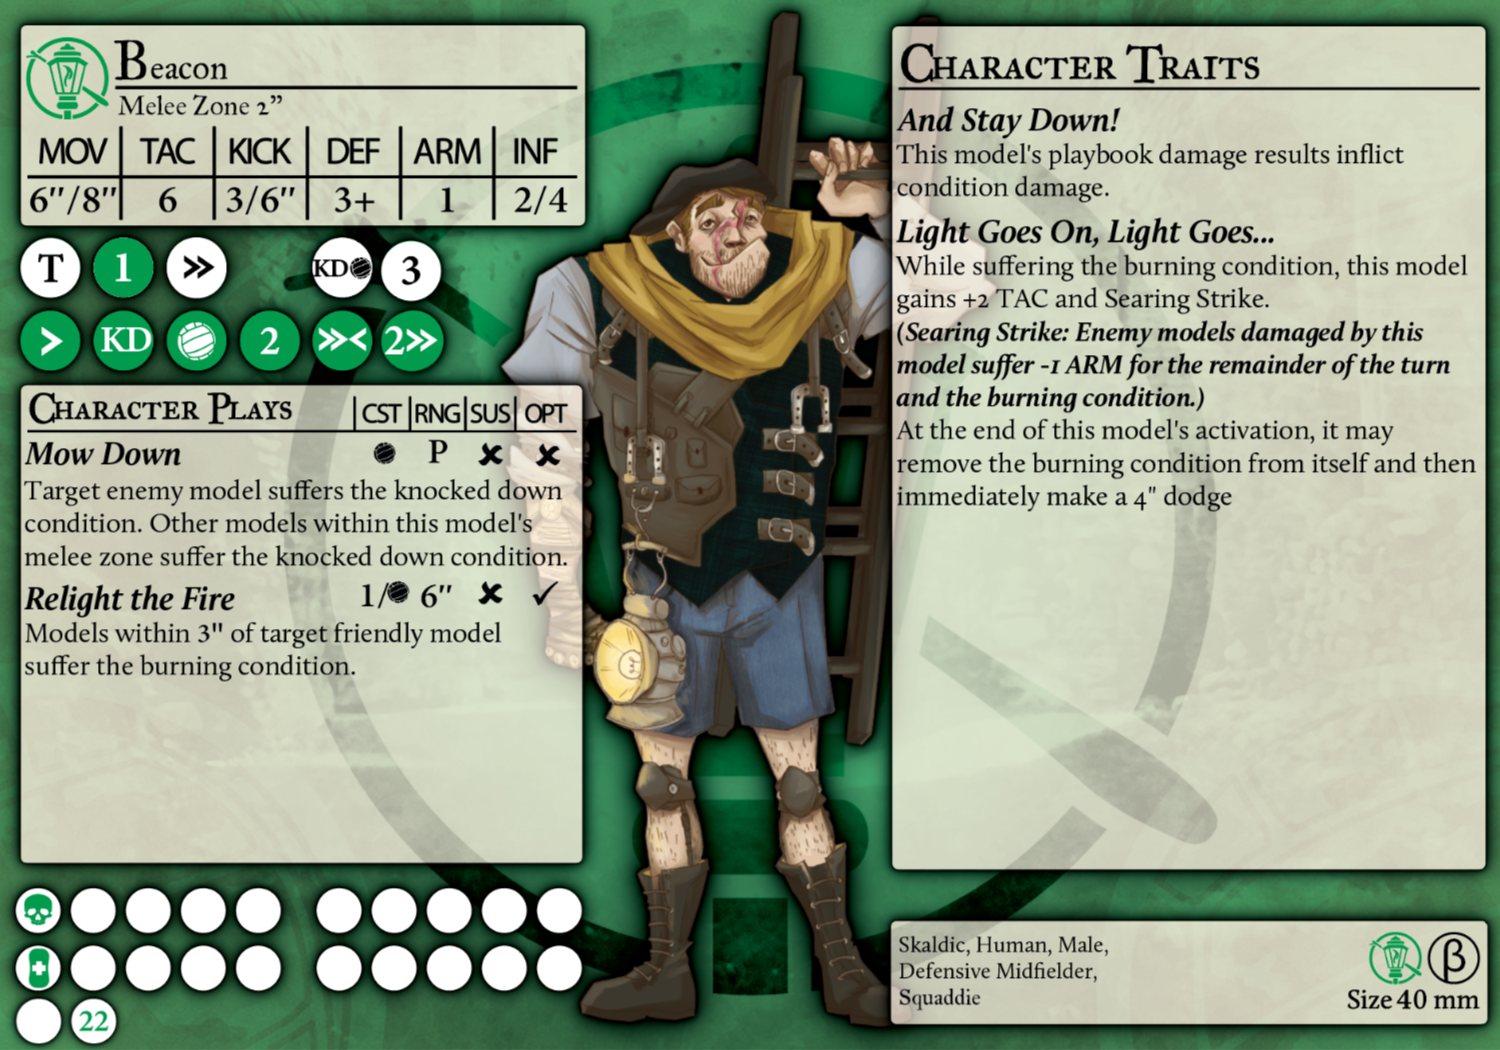 Beacon
Melee Zone 2”
MOV TAC KICK DEF ARM INF
6"/8" 6 3/6" 3+ 1 2/4
T 1 >> KD 3
> KD 2 >>< 2>>
Character Plays CST RNG SUS OPT
Mow Down P ✘ ✘
Target enemy model suffers the knocked down
condition. Other models within this model's
melee zone suffer the knocked down condition.
Relight the Fire 1/ 6" ✘ ✓
Models within 3" of target friendly model
suffer the burning condition.
22
Character Traits
And Stay Down!
This model's playbook damage results inflict
condition damage.
Light Goes On, Light Goes...
While suffering the burning condition, this model
gains +2 TAC and Searing Strike.
(Searing Strike: Enemy models damaged by this
model suffer -1 ARM for the remainder of the turn
and the burning condition.)
At the end of this model's activation, it may
remove the burning condition from itself and then
immediately make a 4" dodge
Skaldic, Human, Male,
Defensive Midfielder,
Squaddie
β
Size 40 mm